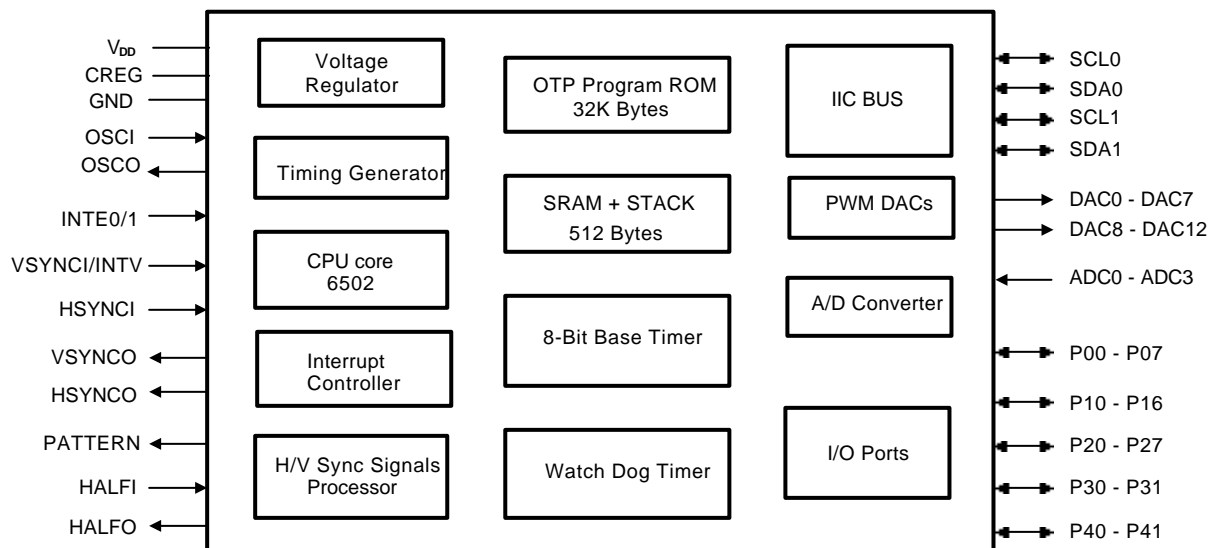 VDD
CREG
GND
OSCI
OSCO
INTE0/1
VSYNCI/INTV
HSYNCI
VSYNCO
HSYNCO
PATTERN
HALFI
HALFO
Voltage
Regulator
Timing Generator
CPU core
6502
Interrupt
Controller
H/V Sync Signals
Processor
OTP Program ROM
32K Bytes
SRAM + STACK
512 Bytes
8-Bit Base Timer
Watch Dog Timer
IIC BUS
PWM DACs
A/D Converter
I/O Ports
SCL0
SDA0
SCL1
SDA1
DAC0 - DAC7
DAC8 - DAC12
ADC0 - ADC3
P00 - P07
P10 - P16
P20 - P27
P30 - P31
P40 - P41